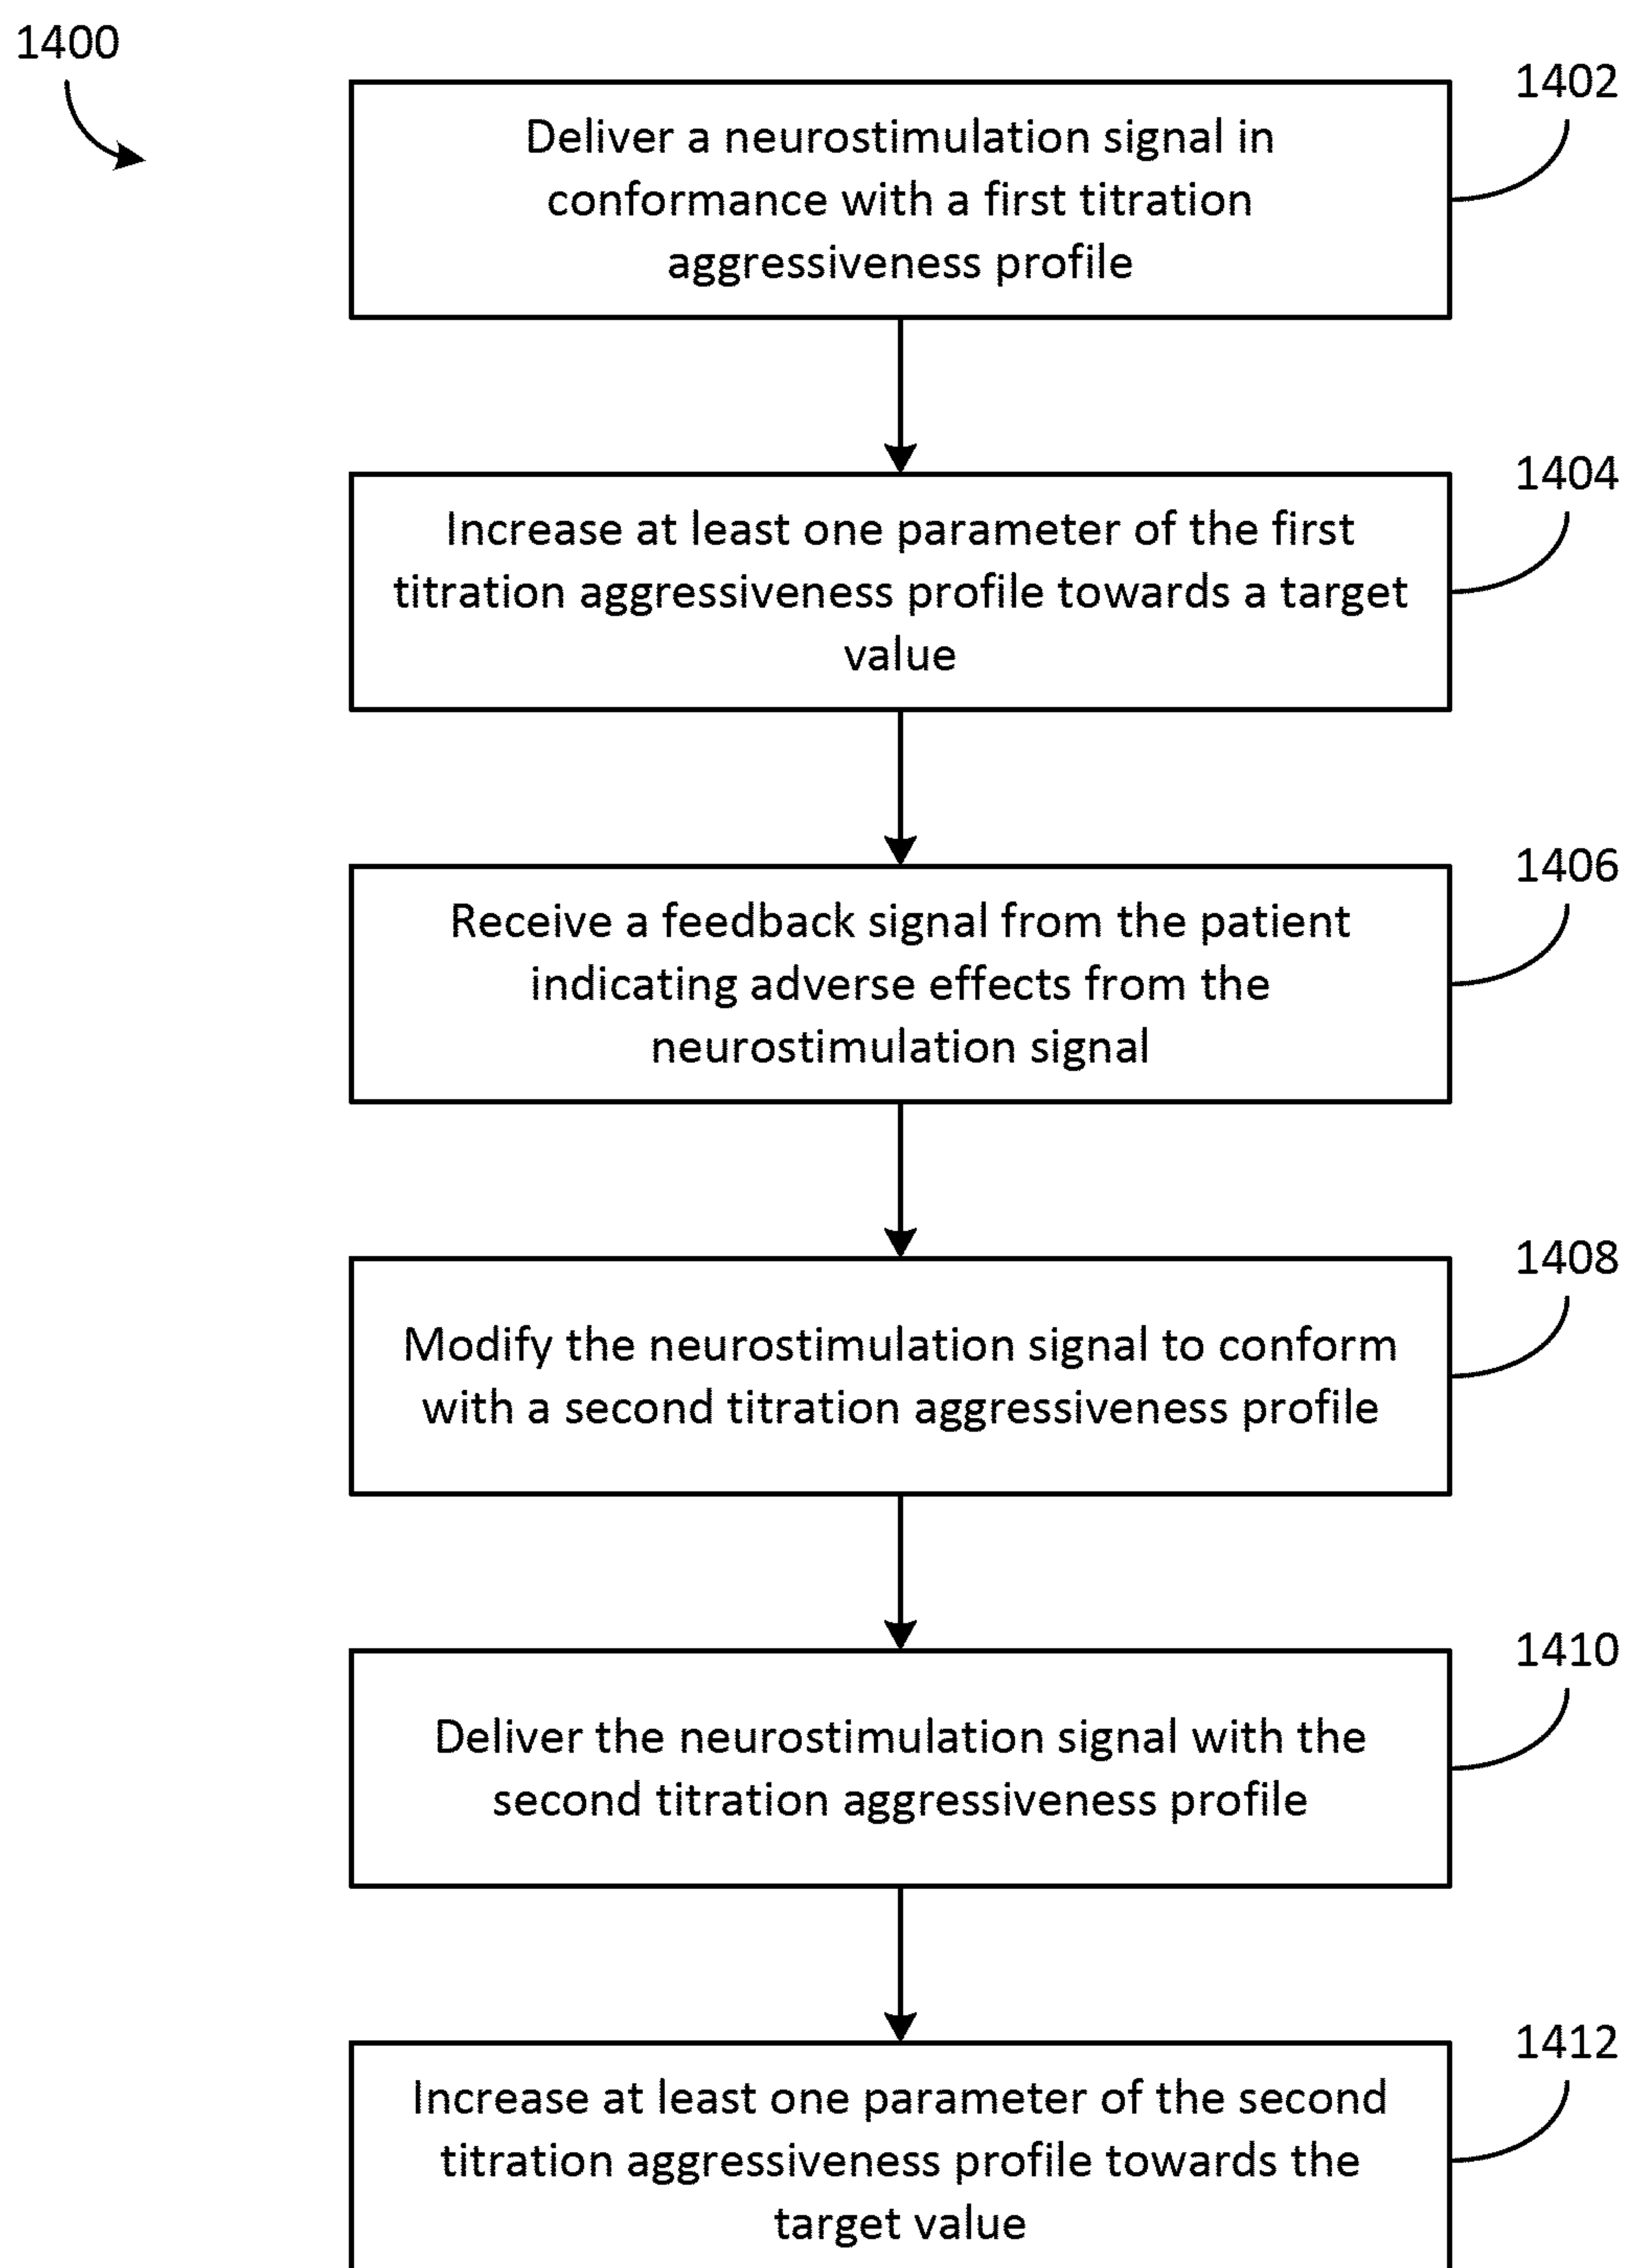 1400
1402
Deliver a neurostimulation signal in
conformance with a first titration
aggressiveness profile
1404
Increase at least one parameter of the first
titration aggressiveness profile towards a target
value
1406
Receive a feedback signal from the patient
indicating adverse effects from the
neurostimulation signal
1408
Modify the neurostimulation signal to conform
with a second titration aggressiveness profile
1410
Deliver the neurostimulation signal with the
second titration aggressiveness profile
1412
Increase at least one parameter of the second
titration aggressiveness profile towards the
target value